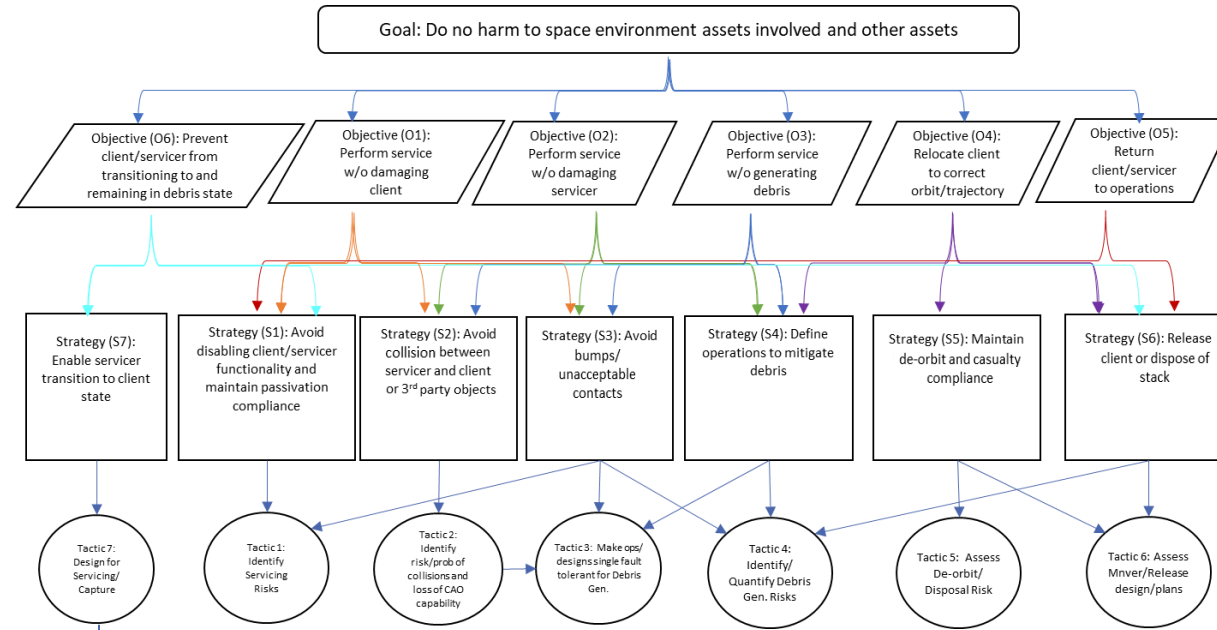 Goal: Do no harm to space environment assets involved and other assets
Objective (O6): Prevent
client/servicer from
transitioning to and
remaining in debris state
Objective (O1):
Perform service
w/o damaging
client
Objective (O2):
Perform service
w/o damaging
servicer
Objective (O3):
Perform service
w/o generating
debris
Objective (O4):
Relocate client
to correct
orbit/trajectory
Objective (O5):
Return
client/servicer
to operations
Strategy (S7):
Enable servicer
transition to client
state
Strategy (S1): Avoid
disabling client/servicer
functionality and
maintain passivation
compliance
Strategy (S2): Avoid
collision between
servicer and client
or 3rd party objects
Strategy (S3): Avoid
bumps/
unacceptable
contacts
Strategy (S4): Define
operations to mitigate
debris
Strategy (S5): Maintain
de-orbit and casualty
compliance
Strategy (S6): Release
client or dispose of
stack
Tactic 7:
Design for
Servicing/
Capture
Tactic 1:
Identify
Servicing
Risks
Tactic 2:
Identify
risk/prob of
collisions and
loss of CAO
capability
Tactic 3: Make ops/
designs single fault
tolerant for Debris
Gen.
Tactic 4:
Identify/
Quantify Debris
Gen. Risks
Tactic 5: Assess
De-orbit/
Disposal Risk
Tactic 6: Assess
Mnver/Release
design/plans